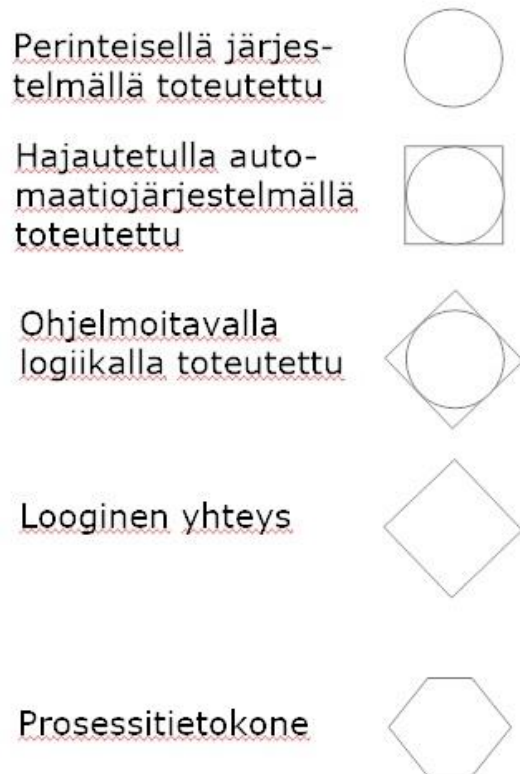 Perinteisellä järjes-
telmällä toteutettu
Hajautetulla auto-
maatiojärjestelmällä
toteutettu
Ohjelmoitavalla
logiikalla toteutettu
Looginen yhteys
Prosessitietokone